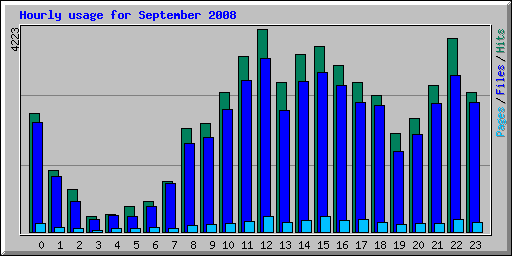 Hourly usage for September 2008
4223
Pages/Files/Hits
0 1 2 3 4 5 6 7 8 9 10 11 12 13 14 15 16 17 18 19 20 21 22 23